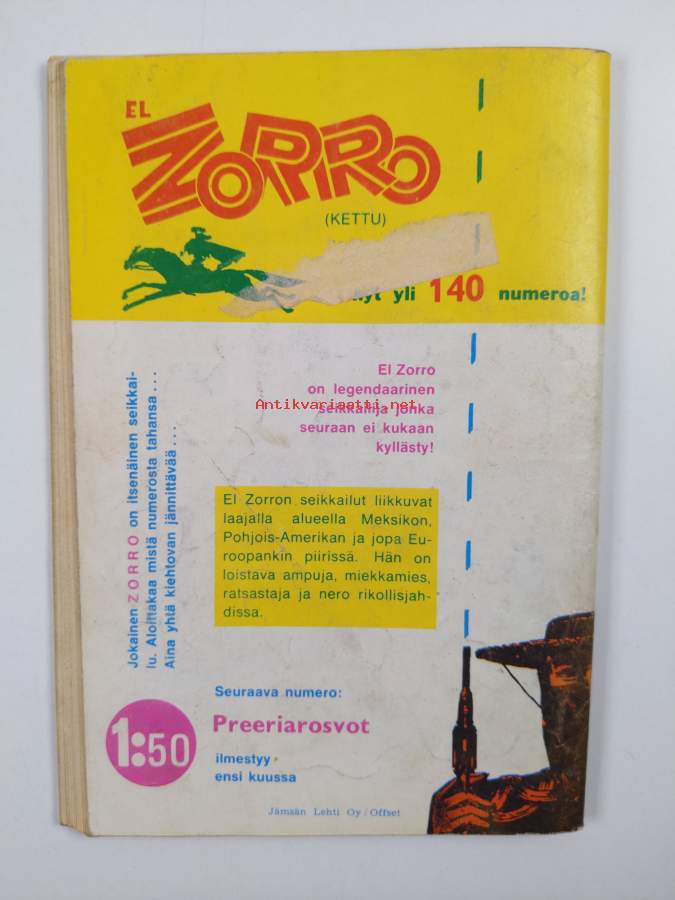 EL
ZORRO
(KETTU)
yli 140 numeroa!
El Zorro
on legendaarinen
seikkailija jonka
seuraan ei kukaan
kyllästy!
Antikvariaatti.net
Jokainen ZORRO on itsenäinen seikkai-
lu. Aloittakaa mistä numerosta tahansa...
Aina yhtä kiehtovan jännittävää....
El Zorron seikkailut liikkuvat
laajalla alueella Meksikon,
Pohjois-Amerikan ja jopa Eu-
roopankin piirissä. Hän on
loistava ampuja, miekkamies,
ratsastaja ja nero rikollisjah-
dissa.
Seuraava numero:
Preeriarosvot
ilmestyy
ensi kuussa
1:50
Jämsän Lehti Oy / Offset